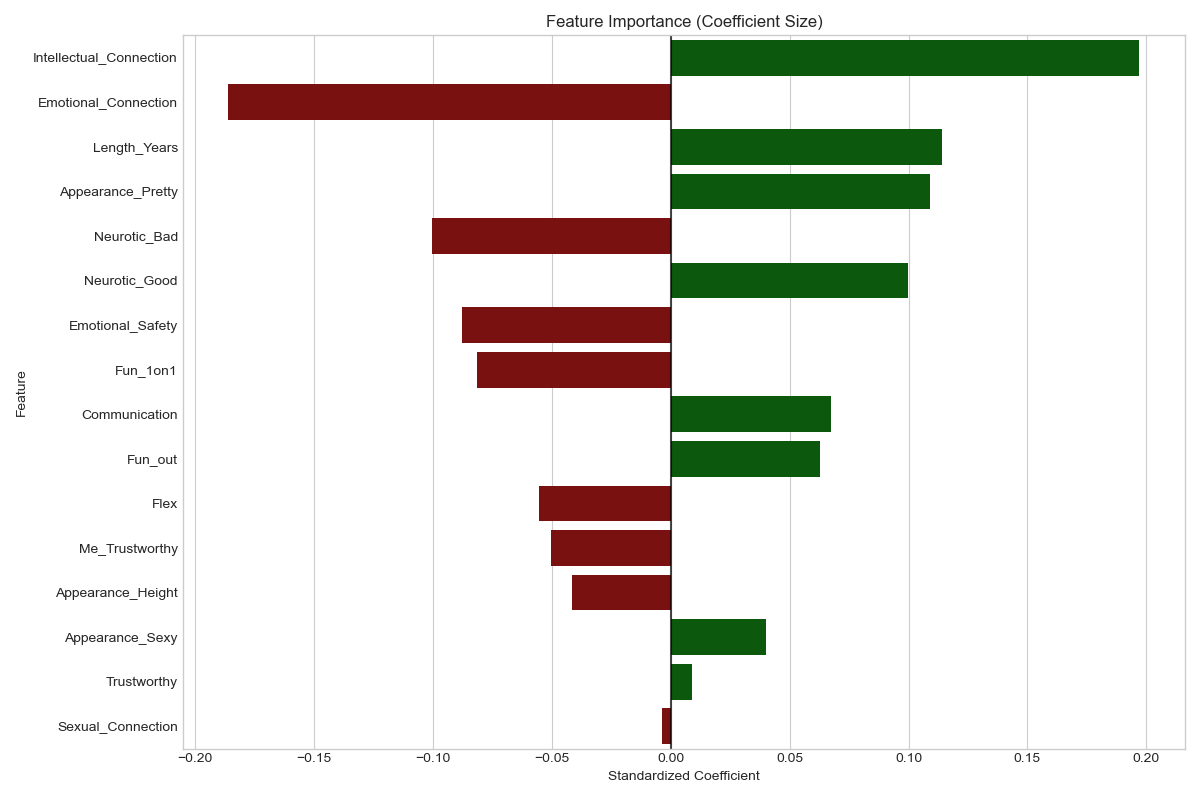 Feature Importance (Coefficient Size)
Intellectual_Connection
Emotional_Connection
Length_Years
Appearance_Pretty
Neurotic_Bad
Neurotic_Good
Emotional_Safety
Fun_1on1
Communication
Fun_out
Flex
Me_Trustworthy
Appearance_Height
Appearance_Sexy
Trustworthy
Sexual_Connection
Feature
−0.20 −0.15 −0.10 −0.05 0.00 0.05 0.10 0.15 0.20
Standardized Coefficient